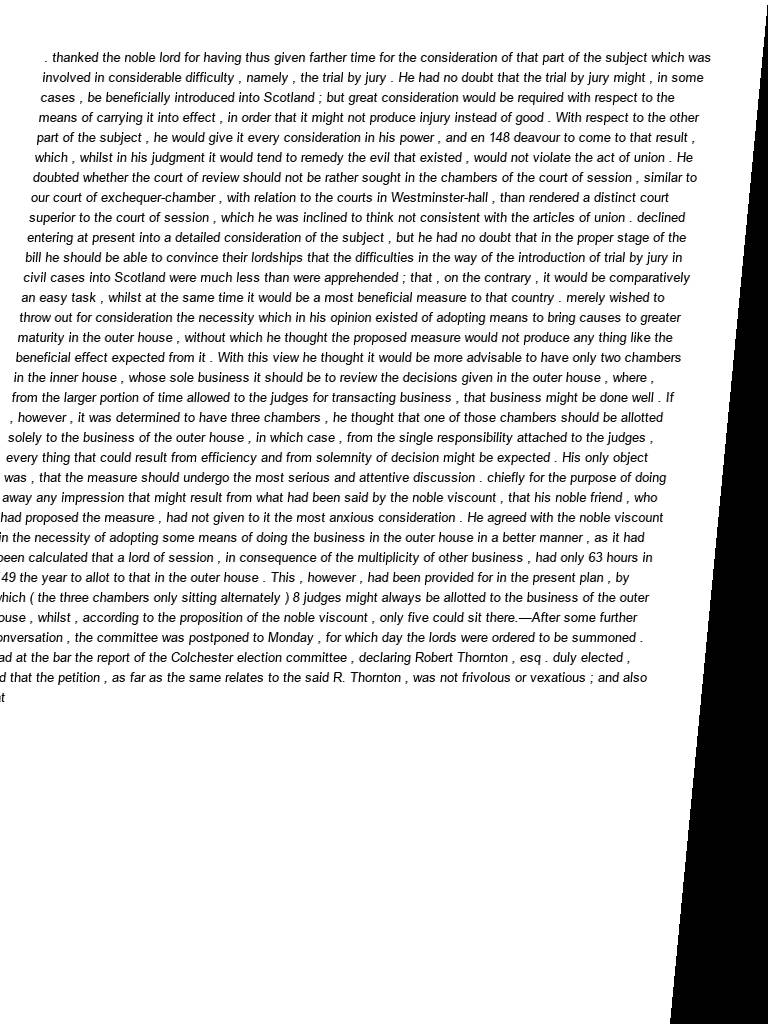 . thanked the noble lord for having thus given farther time for the consideration of that part of the subject which was
involved in considerable difficulty , namely , the trial by jury . He had no doubt that the trial by jury might , in some
cases , be beneficially introduced into Scotland ; but great consideration would be required with respect to the
means of carrying it into effect , in order that it might not produce injury instead of good . With respect to the other
part of the subject , he would give it every consideration in his power , and en 148 deavour to come to that result ,
which , whilst in his judgment it would tend to remedy the evil that existed , would not violate the act of union . He
doubted whether the court of review should not be rather sought in the chambers of the court of session , similar to
our court of exchequer-chamber , with relation to the courts in Westminster-hall , than rendered a distinct court
superior to the court of session , which he was inclined to think not consistent with the articles of union . declined
entering at present into a detailed consideration of the subject , but he had no doubt that in the proper stage of the
bill he should be able to convince their lordships that the difficulties in the way of the introduction of trial by jury in
civil cases into Scotland were much less than were apprehended ; that , on the contrary , it would be comparatively
an easy task , whilst at the same time it would be a most beneficial measure to that country . merely wished to
throw out for consideration the necessity which in his opinion existed of adopting means to bring causes to greater
maturity in the outer house , without which he thought the proposed measure would not produce any thing like the
beneficial effect expected from it . With this view he thought it would be more advisable to have only two chambers
in the inner house , whose sole business it should be to review the decisions given in the outer house , where ,
from the larger portion of time allowed to the judges for transacting business , that business might be done well . If
, however , it was determined to have three chambers , he thought that one of those chambers should be allotted
solely to the business of the outer house , in which case , from the single responsibility attached to the judges ,
every thing that could result from efficiency and from solemnity of decision might be expected . His only object
was , that the measure should undergo the most serious and attentive discussion . chiefly for the purpose of doing
away any impression that might result from what had been said by the noble viscount , that his noble friend , who
had proposed the measure , had not given to it the most anxious consideration . He agreed with the noble viscount
in the necessity of adopting some means of doing the business in the outer house in a better manner , as it had
been calculated that a lord of session , in consequence of the multiplicity of other business , had only 63 hours in
49 the year to allot to that in the outer house . This , however , had been provided for in the present plan , by
which ( the three chambers only sitting alternately ) 8 judges might always be allotted to the business of the outer
ouse , whilst , according to the proposition of the noble viscount , only five could sit there.—After some further
onversation , the committee was postponed to Monday , for which day the lords were ordered to be summoned .
ad at the bar the report of the Colchester election committee , declaring Robert Thornton , esq . duly elected ,
d that the petition , as far as the same relates to the said R. Thornton , was not frivolous or vexatious ; and also